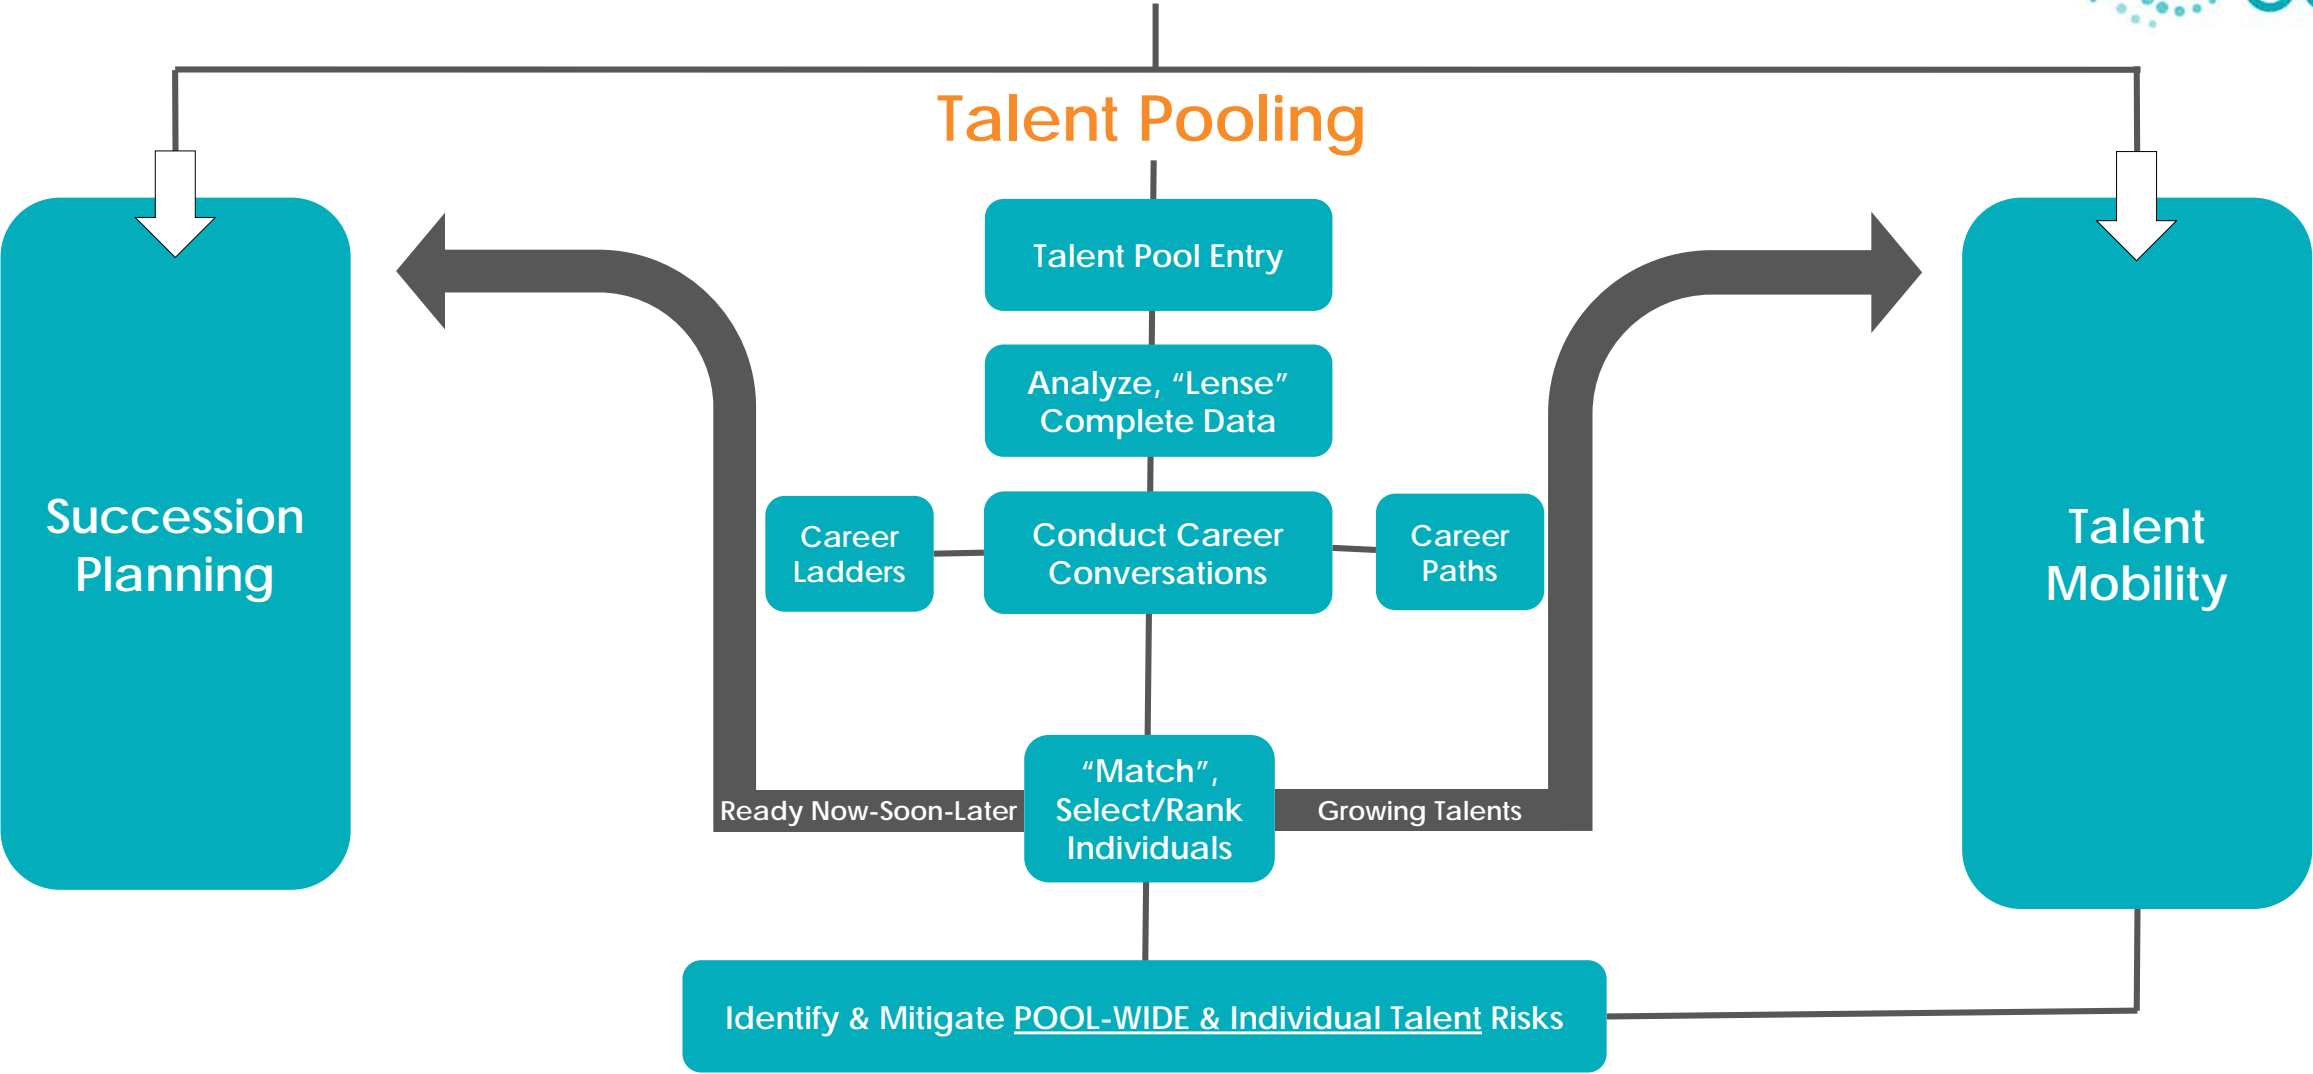 Talent Pooling
Talent Pool Entry
Analyze, “Lense”
Complete Data
Succession
Planning
Career
Ladders
Conduct Career
Conversations
Career
Paths
Talent
Mobility
Ready Now-Soon-Later
“Match”,
Select/Rank
Individuals
Growing Talents
Identify & Mitigate POOL-WIDE & Individual Talent Risks